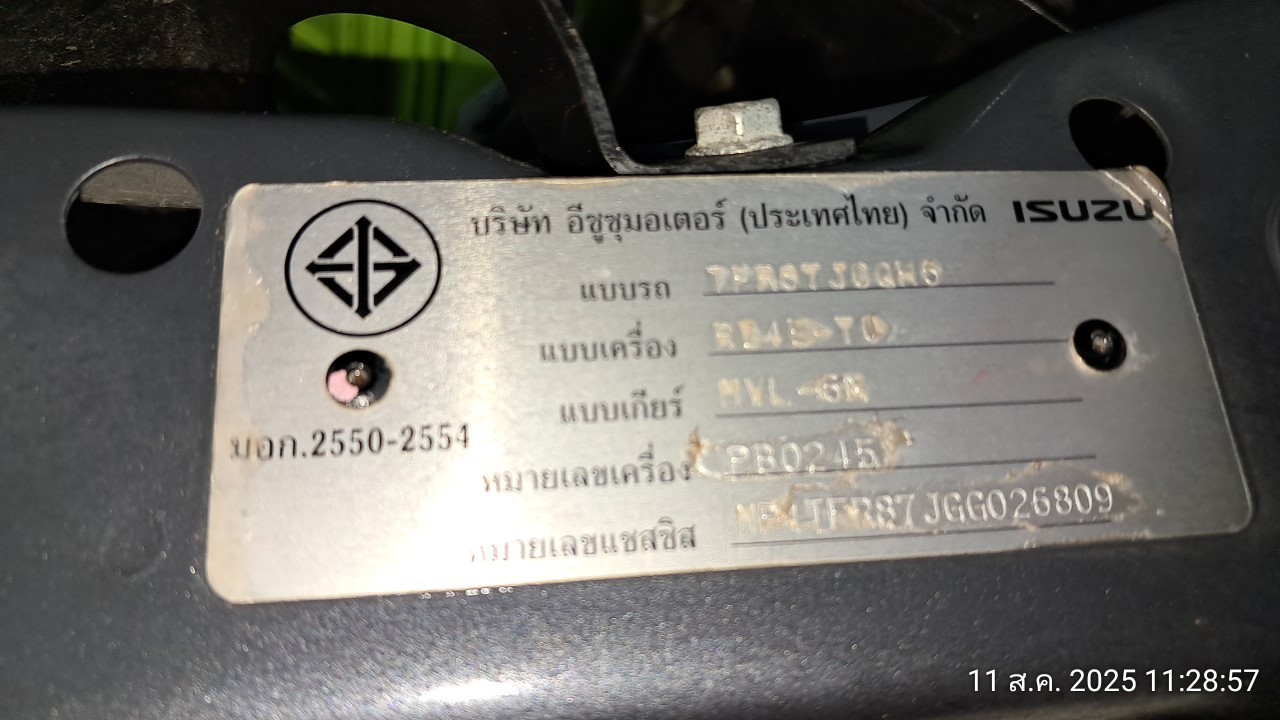 บริษัท อีซูซุมอเตอร์ (ประเทศไทย) จำกัด ISUZU
แบบรถ
แบบเครื่อง
แบบเกียร์
มอก.2550-2554
หมายเลขเครื่อง PB0245
หมายเลขแชสซิส
11 ส.ค. 2025 11:28:57